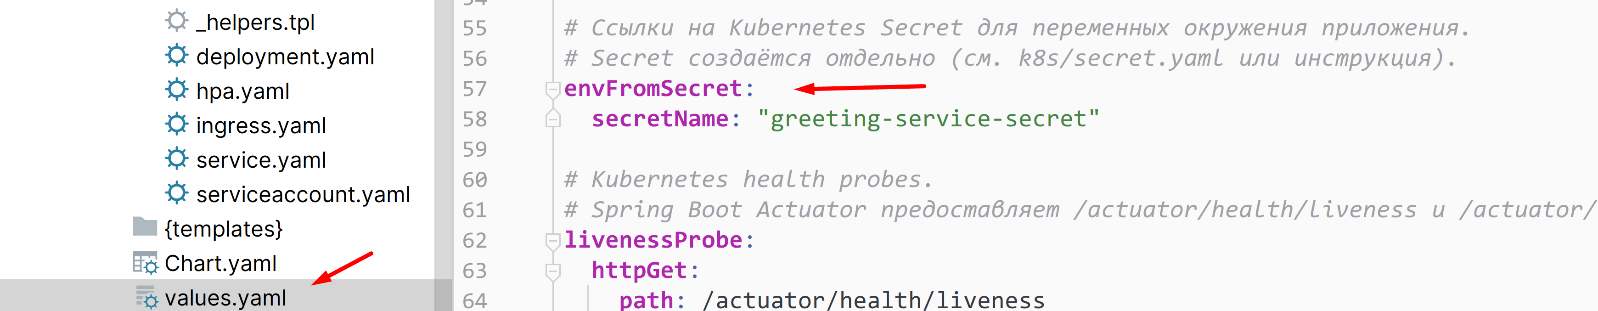 _helpers.tpl
deployment.yaml
hpa.yaml
ingress.yaml
service.yaml
serviceaccount.yaml
{templates}
Chart.yaml
values.yaml
55 # Ссылки на Kubernetes Secret для переменных окружения приложения.
56 # Secret создаётся отдельно (см. k8s/secret.yaml или инструкция).
57 envFromSecret:
58 secretName: "greeting-service-secret"
59
60 # Kubernetes health probes.
61 # Spring Boot Actuator предоставляет /actuator/health/liveness и /actuator/
62 livenessProbe:
63 httpGet:
64 path: /actuator/health/liveness